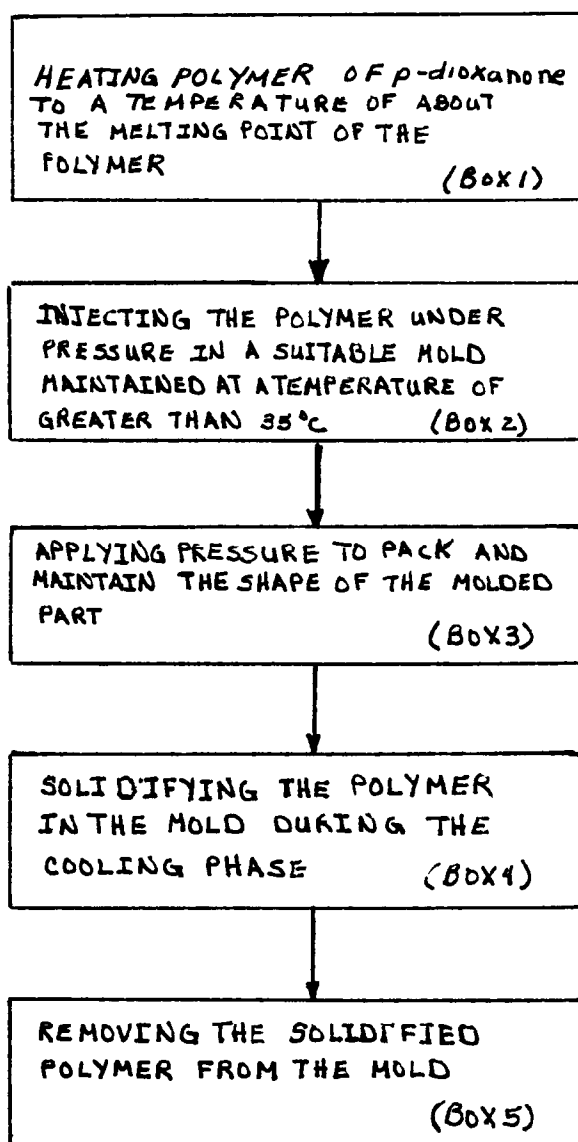 HEATING POLYMER OF p-dioxanone
TO A TEMPERATURE OF ABOUT
THE MELTING POINT OF THE
POLYMER
(BOX 1)
INJECTING THE POLYMER UNDER
PRESSURE IN A SUITABLE MOLD
MAINTAINED AT A TEMPERATURE OF
GREATER THAN 35°C (BOX 2)
APPLYING PRESSURE TO PACK AND
MAINTAIN THE SHAPE OF THE MOLDED
PART
(BOX 3)
SOLIDIFYING THE POLYMER
IN THE MOLD DURING THE
COOLING PHASE (BOX 4)
REMOVING THE SOLIDIFIED
POLYMER FROM THE MOLD
(BOX 5)